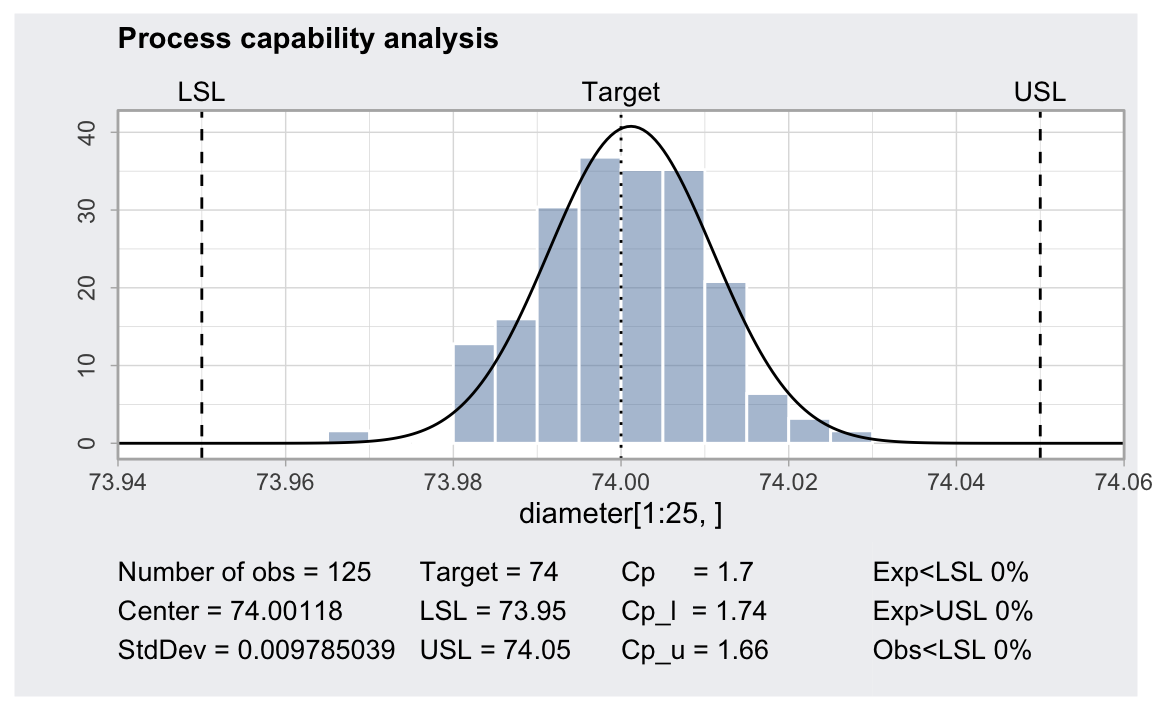 Process capability analysis
LSL Target USL
40
30
20
10
0
73.94 73.96 73.98 74.00 74.02 74.04 74.06
diameter[1:25, ]
Number of obs = 125 Target = 74 Cp = 1.7 Exp<LSL 0%
Center = 74.00118 LSL = 73.95 Cp_l = 1.74 Exp>USL 0%
StdDev = 0.009785039 USL = 74.05 Cp_u = 1.66 Obs<LSL 0%